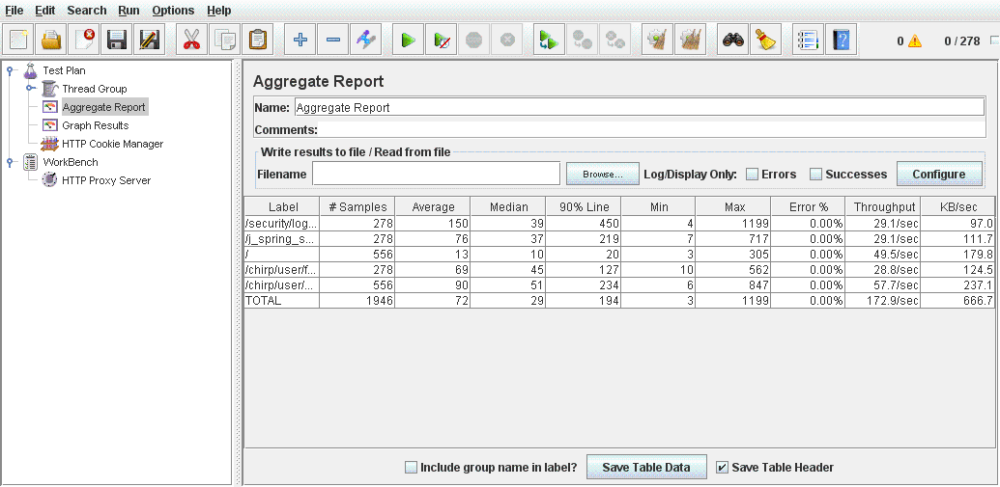 File Edit Search Run Options Help
0 0 / 278
Test Plan
Thread Group
Aggregate Report
Graph Results
HTTP Cookie Manager
WorkBench
HTTP Proxy Server
Aggregate Report
Name: Aggregate Report
Comments:
Write results to file / Read from file
Filename Browse... Log/Display Only: Errors Successes Configure
Label # Samples Average Median 90% Line Min Max Error % Throughput KB/sec
/security/log... 278 150 39 450 4 1199 0.00% 29.1/sec 97.0
/j_spring_s... 278 76 37 219 7 717 0.00% 29.1/sec 111.7
/ 556 13 10 20 3 305 0.00% 49.5/sec 179.8
/chirp/user/f... 278 69 45 127 10 562 0.00% 28.8/sec 124.5
/chirp/user/... 556 90 51 234 6 847 0.00% 57.7/sec 237.1
TOTAL 1946 72 29 194 3 1199 0.00% 172.9/sec 666.7
Include group name in label? Save Table Data Save Table Header